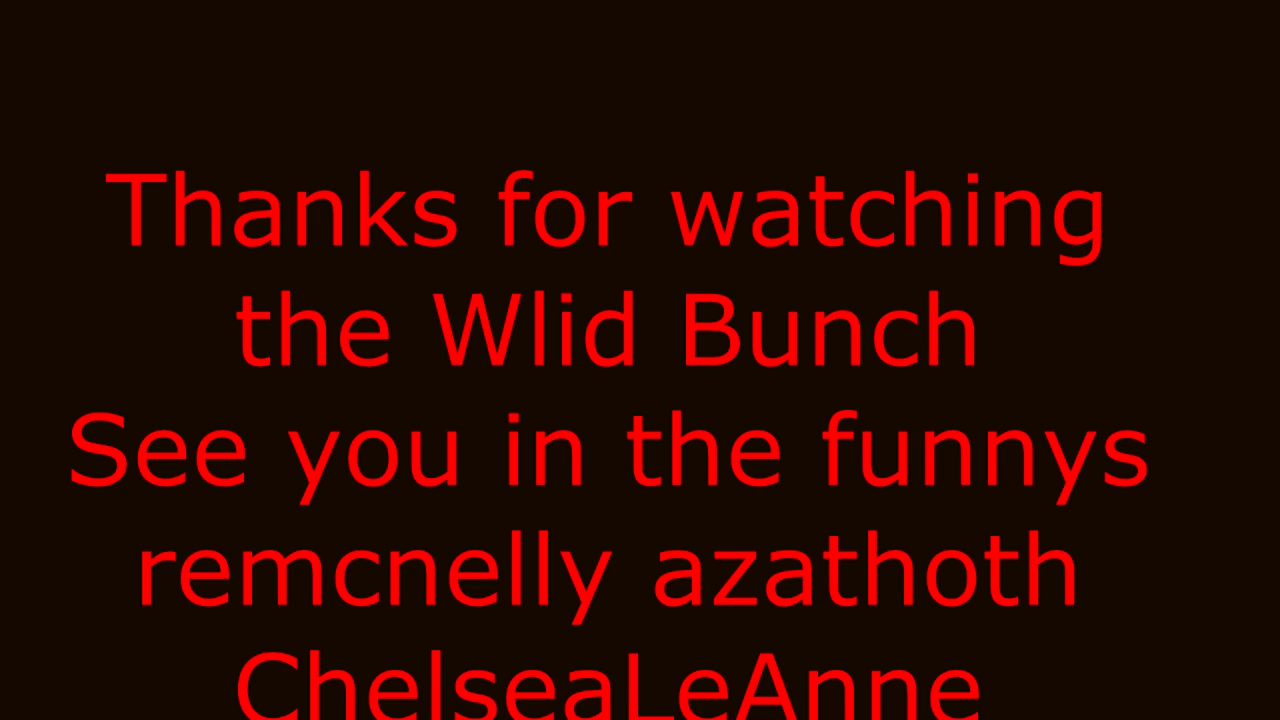 Thanks for watching
the Wlid Bunch
See you in the funnys
remcnelly azathoth
ChelseaLeAnne